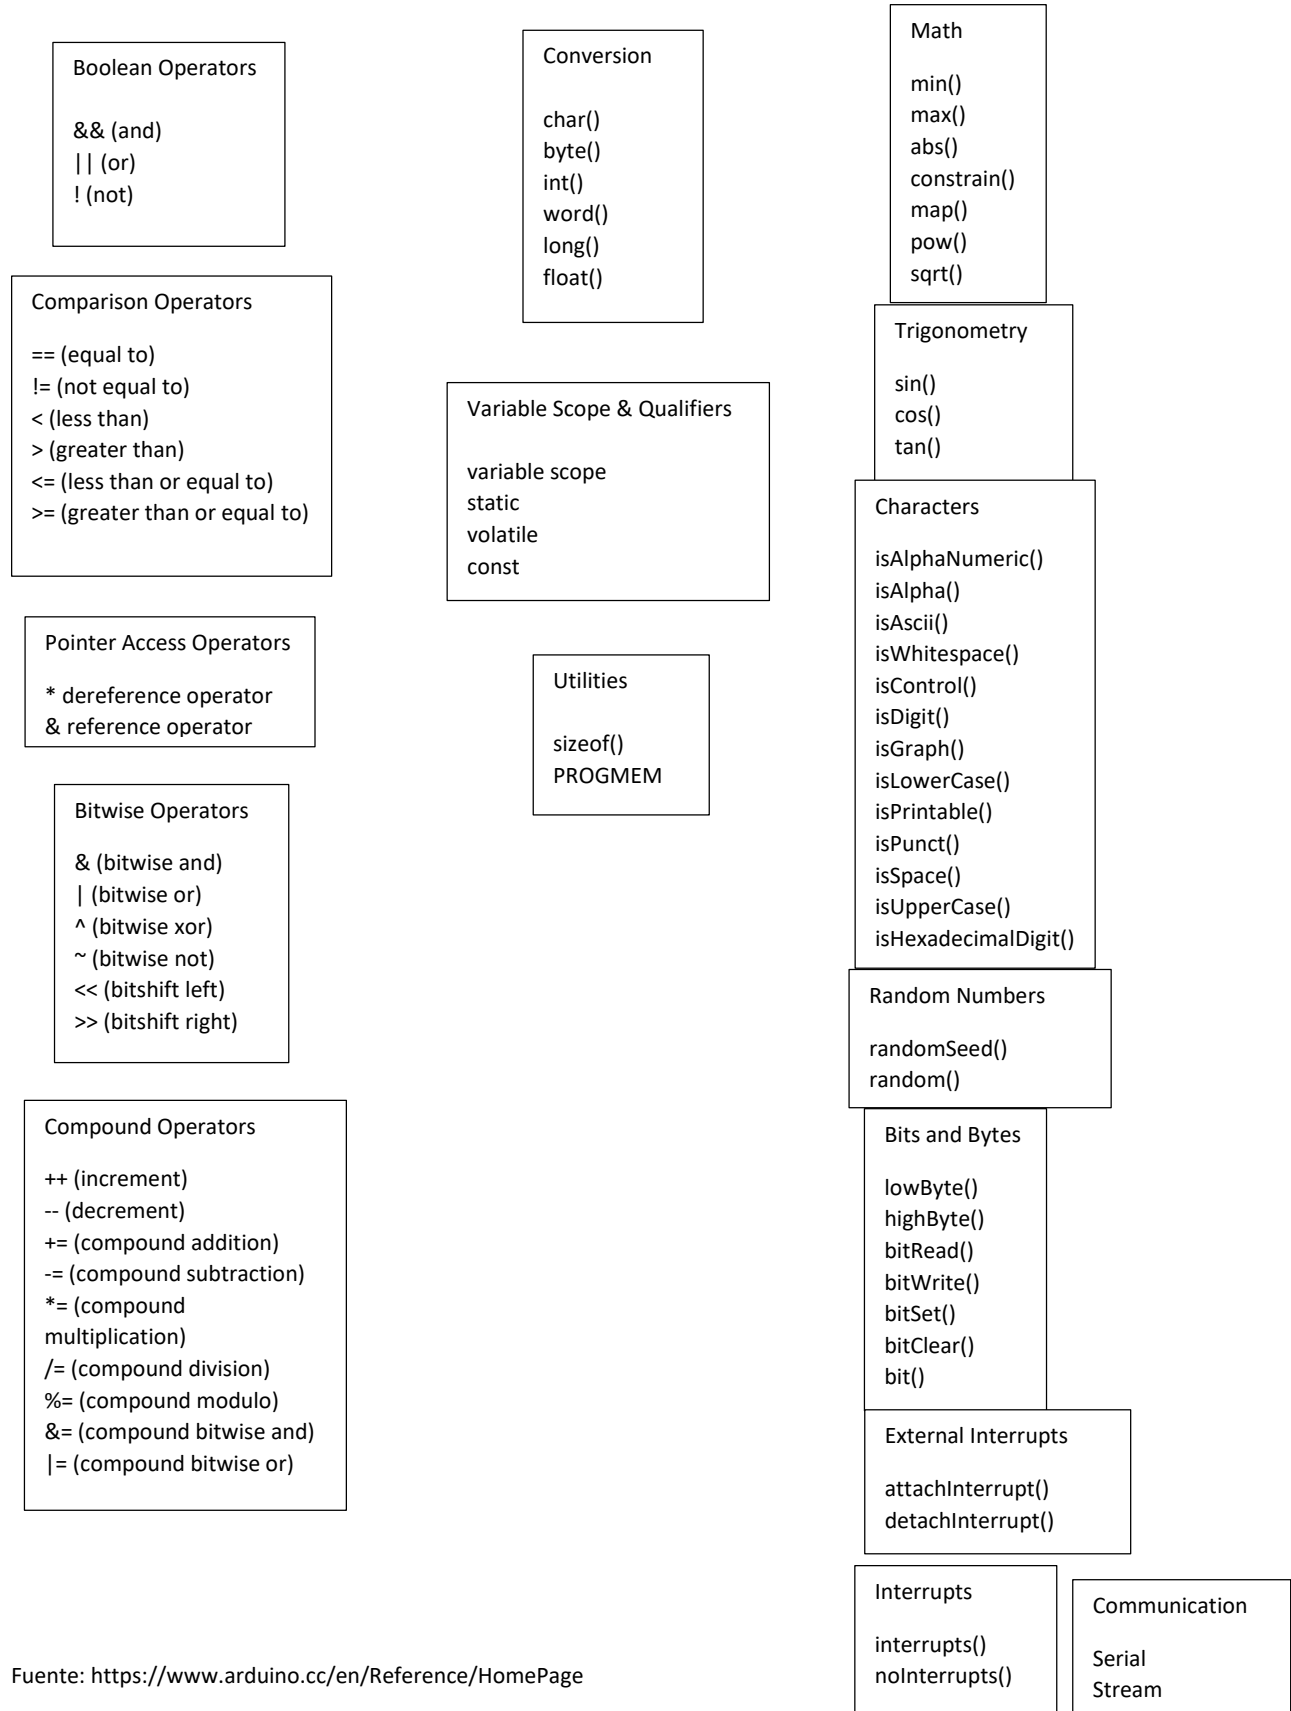 Boolean Operators
&& (and)
|| (or)
! (not)
Comparison Operators
== (equal to)
!= (not equal to)
< (less than)
> (greater than)
<= (less than or equal to)
>= (greater than or equal to)
Pointer Access Operators
* dereference operator
& reference operator
Bitwise Operators
& (bitwise and)
| (bitwise or)
^ (bitwise xor)
~ (bitwise not)
<< (bitshift left)
>> (bitshift right)
Compound Operators
++ (increment)
-- (decrement)
+= (compound addition)
-= (compound subtraction)
*= (compound
multiplication)
/= (compound division)
%= (compound modulo)
&= (compound bitwise and)
|= (compound bitwise or)
Conversion
char()
byte()
int()
word()
long()
float()
Variable Scope & Qualifiers
variable scope
static
volatile
const
Utilities
sizeof()
PROGMEM
Math
min()
max()
abs()
constrain()
map()
pow()
sqrt()
Trigonometry
sin()
cos()
tan()
Characters
isAlphaNumeric()
isAlpha()
isAscii()
isWhitespace()
isControl()
isDigit()
isGraph()
isLowerCase()
isPrintable()
isPunct()
isSpace()
isUpperCase()
isHexadecimalDigit()
Random Numbers
randomSeed()
random()
Bits and Bytes
lowByte()
highByte()
bitRead()
bitWrite()
bitSet()
bitClear()
bit()
External Interrupts
attachInterrupt()
detachInterrupt()
Interrupts
interrupts()
noInterrupts()
Communication
Serial
Stream
Fuente: https://www.arduino.cc/en/Reference/HomePage